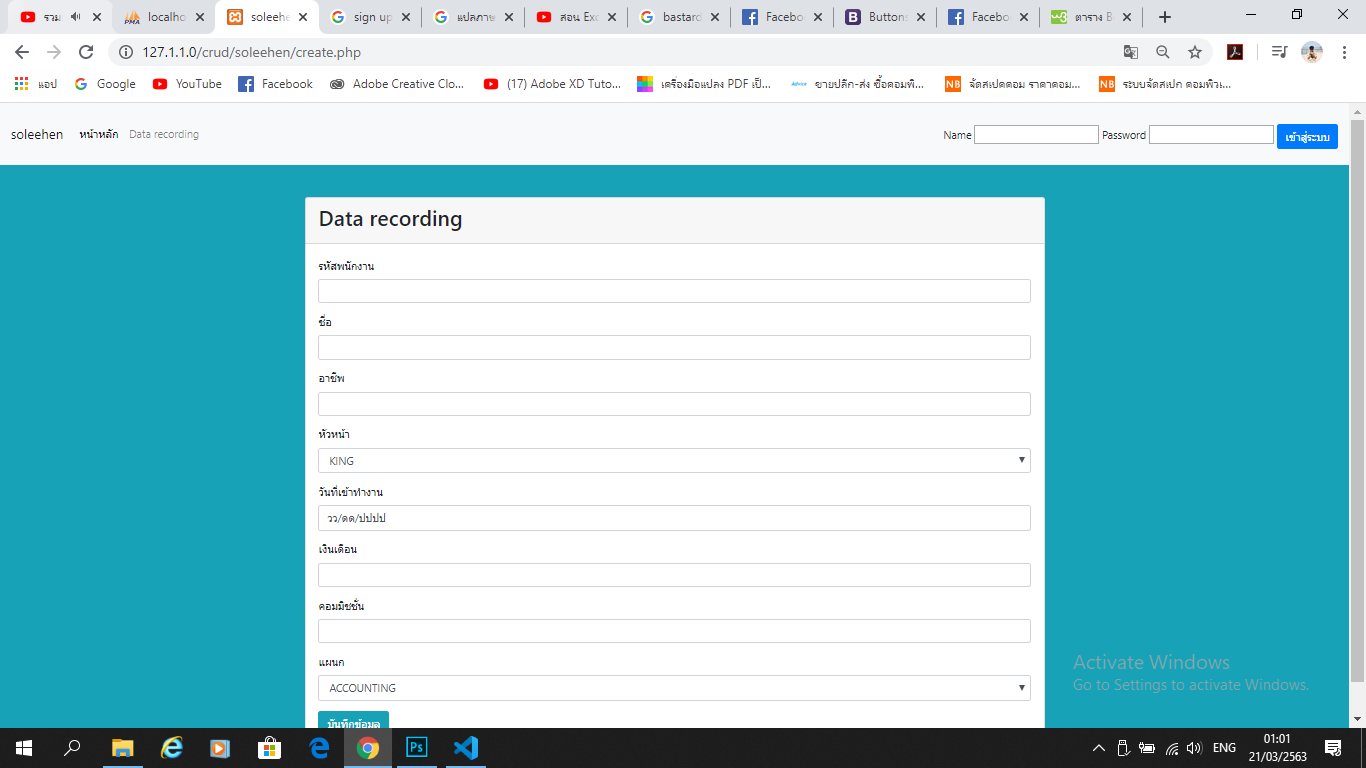 รวม
localho
soleehe
sign up
แปลภาษ
สอน Exc
bastard
Facebo
Button
Facebo
ตาราง B
127.1.1.0/crud/soleehen/create.php
แอป
Google
YouTube
Facebook
Adobe Creative Clo...
(17) Adobe XD Tuto...
เครื่องมือแปลง PDF เป็...
ขายปลีก-ส่ง ซื้อคอมพิ...
จัดสเปคคอม ราคาคอม...
ระบบจัดสเปก คอมพิวเ...
soleehen หน้าหลัก Data recording Name Password เข้าสู่ระบบ
Data recording
รหัสพนักงาน
ชื่อ
อาชีพ
หัวหน้า
KING
วันที่เข้าทำงาน
วว/ดด/ปปปป
เงินเดือน
คอมมิชชั่น
แผนก
ACCOUNTING
บันทึกข้อมูล
Activate Windows
Go to Settings to activate Windows.
ENG
01:01
21/03/2563